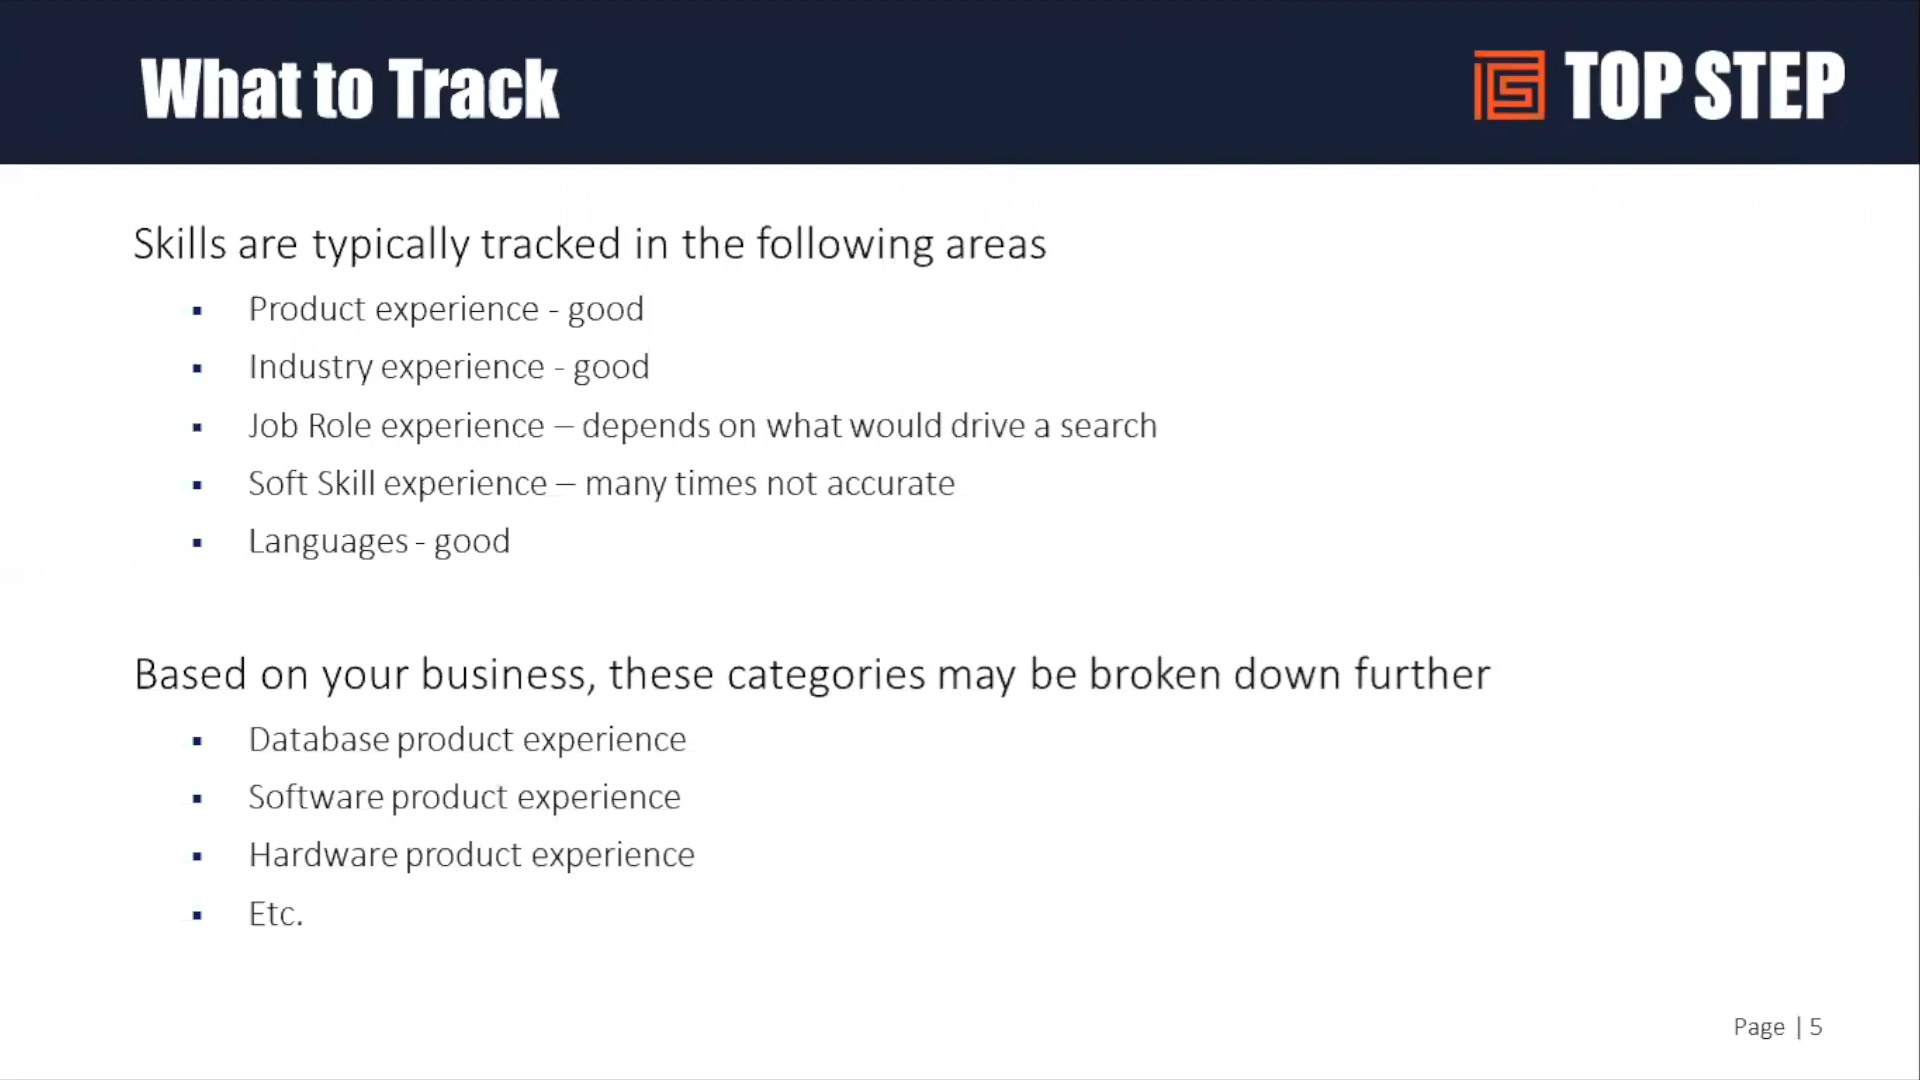 What to Track
TOP STEP
Skills are typically tracked in the following areas
▪ Product experience - good
▪ Industry experience - good
▪ Job Role experience – depends on what would drive a search
▪ Soft Skill experience – many times not accurate
▪ Languages - good
Based on your business, these categories may be broken down further
▪ Database product experience
▪ Software product experience
▪ Hardware product experience
▪ Etc.
Page | 5